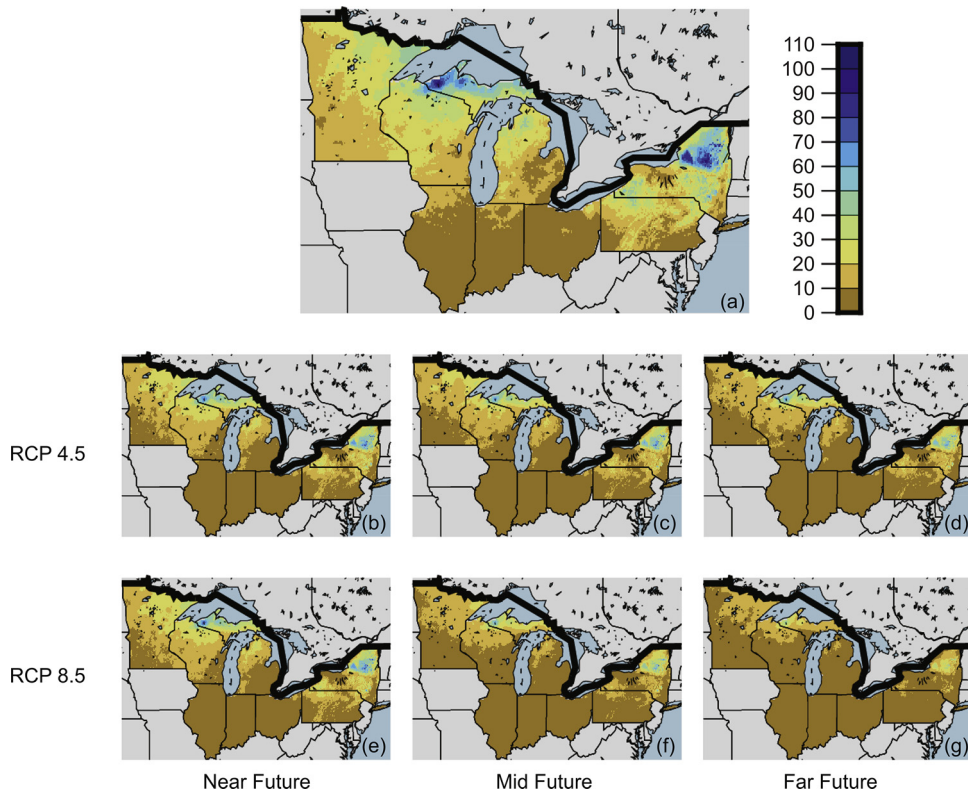 110
100
90
80
70
60
50
40
30
20
10
0
(a)
RCP 4.5
(b)
(c)
(d)
RCP 8.5
(e)
(f)
(g)
Near Future
Mid Future
Far Future